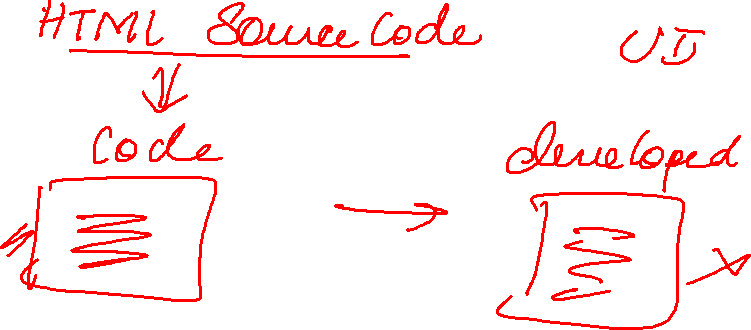 HTML Source Code
UI
code
developed